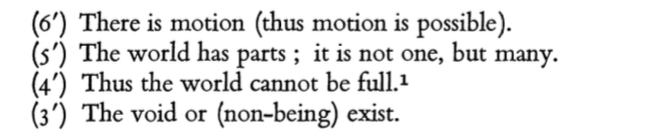 (6′) There is motion (thus motion is possible).
(5′) The world has parts ; it is not one, but many.
(4′) Thus the world cannot be full.¹
(3′) The void or (non-being) exist.